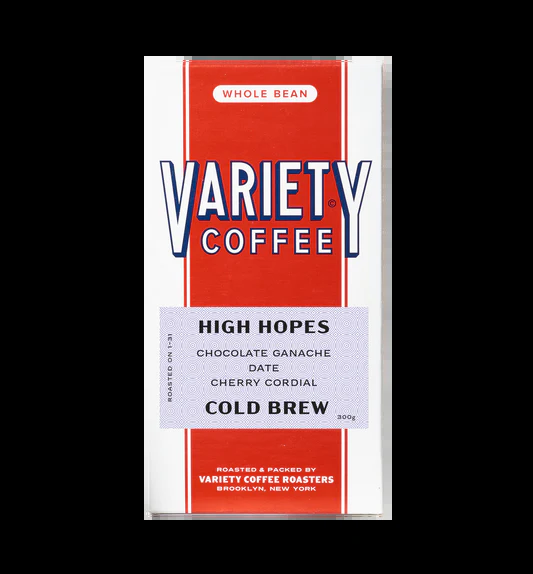 WHOLE BEAN
VARIETY
©
COFFEE
HIGH HOPES
CHOCOLATE GANACHE
DATE
CHERRY CORDIAL
COLD BREW
300g
ROASTED ON 1-31
ROASTED & PACKED BY
VARIETY COFFEE ROASTERS
BROOKLYN, NEW YORK